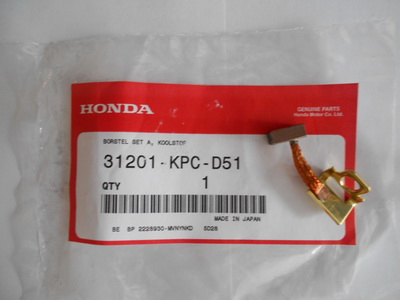 HONDA
GENUINE PARTS
Honda Motor Co., Ltd.
BORSTEL SET A, KOOLSTOF
31201-KPC-D51
QTY 1
MADE IN JAPAN
BE BP 2228930-MVNYNKD 5D28